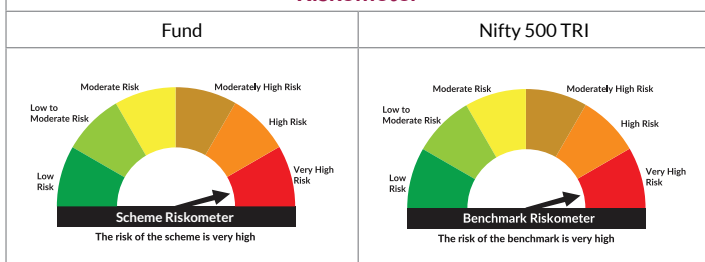 Riskometer
Fund
Nifty 500 TRI
Moderate Risk
Moderately High Risk
Low to
Moderate Risk
High Risk
Low
Risk
Very High
Risk
Scheme Riskometer
The risk of the scheme is very high
Moderate Risk
Moderately High Risk
Low to
Moderate Risk
High Risk
Low
Risk
Very High
Risk
Benchmark Riskometer
The risk of the benchmark is very high